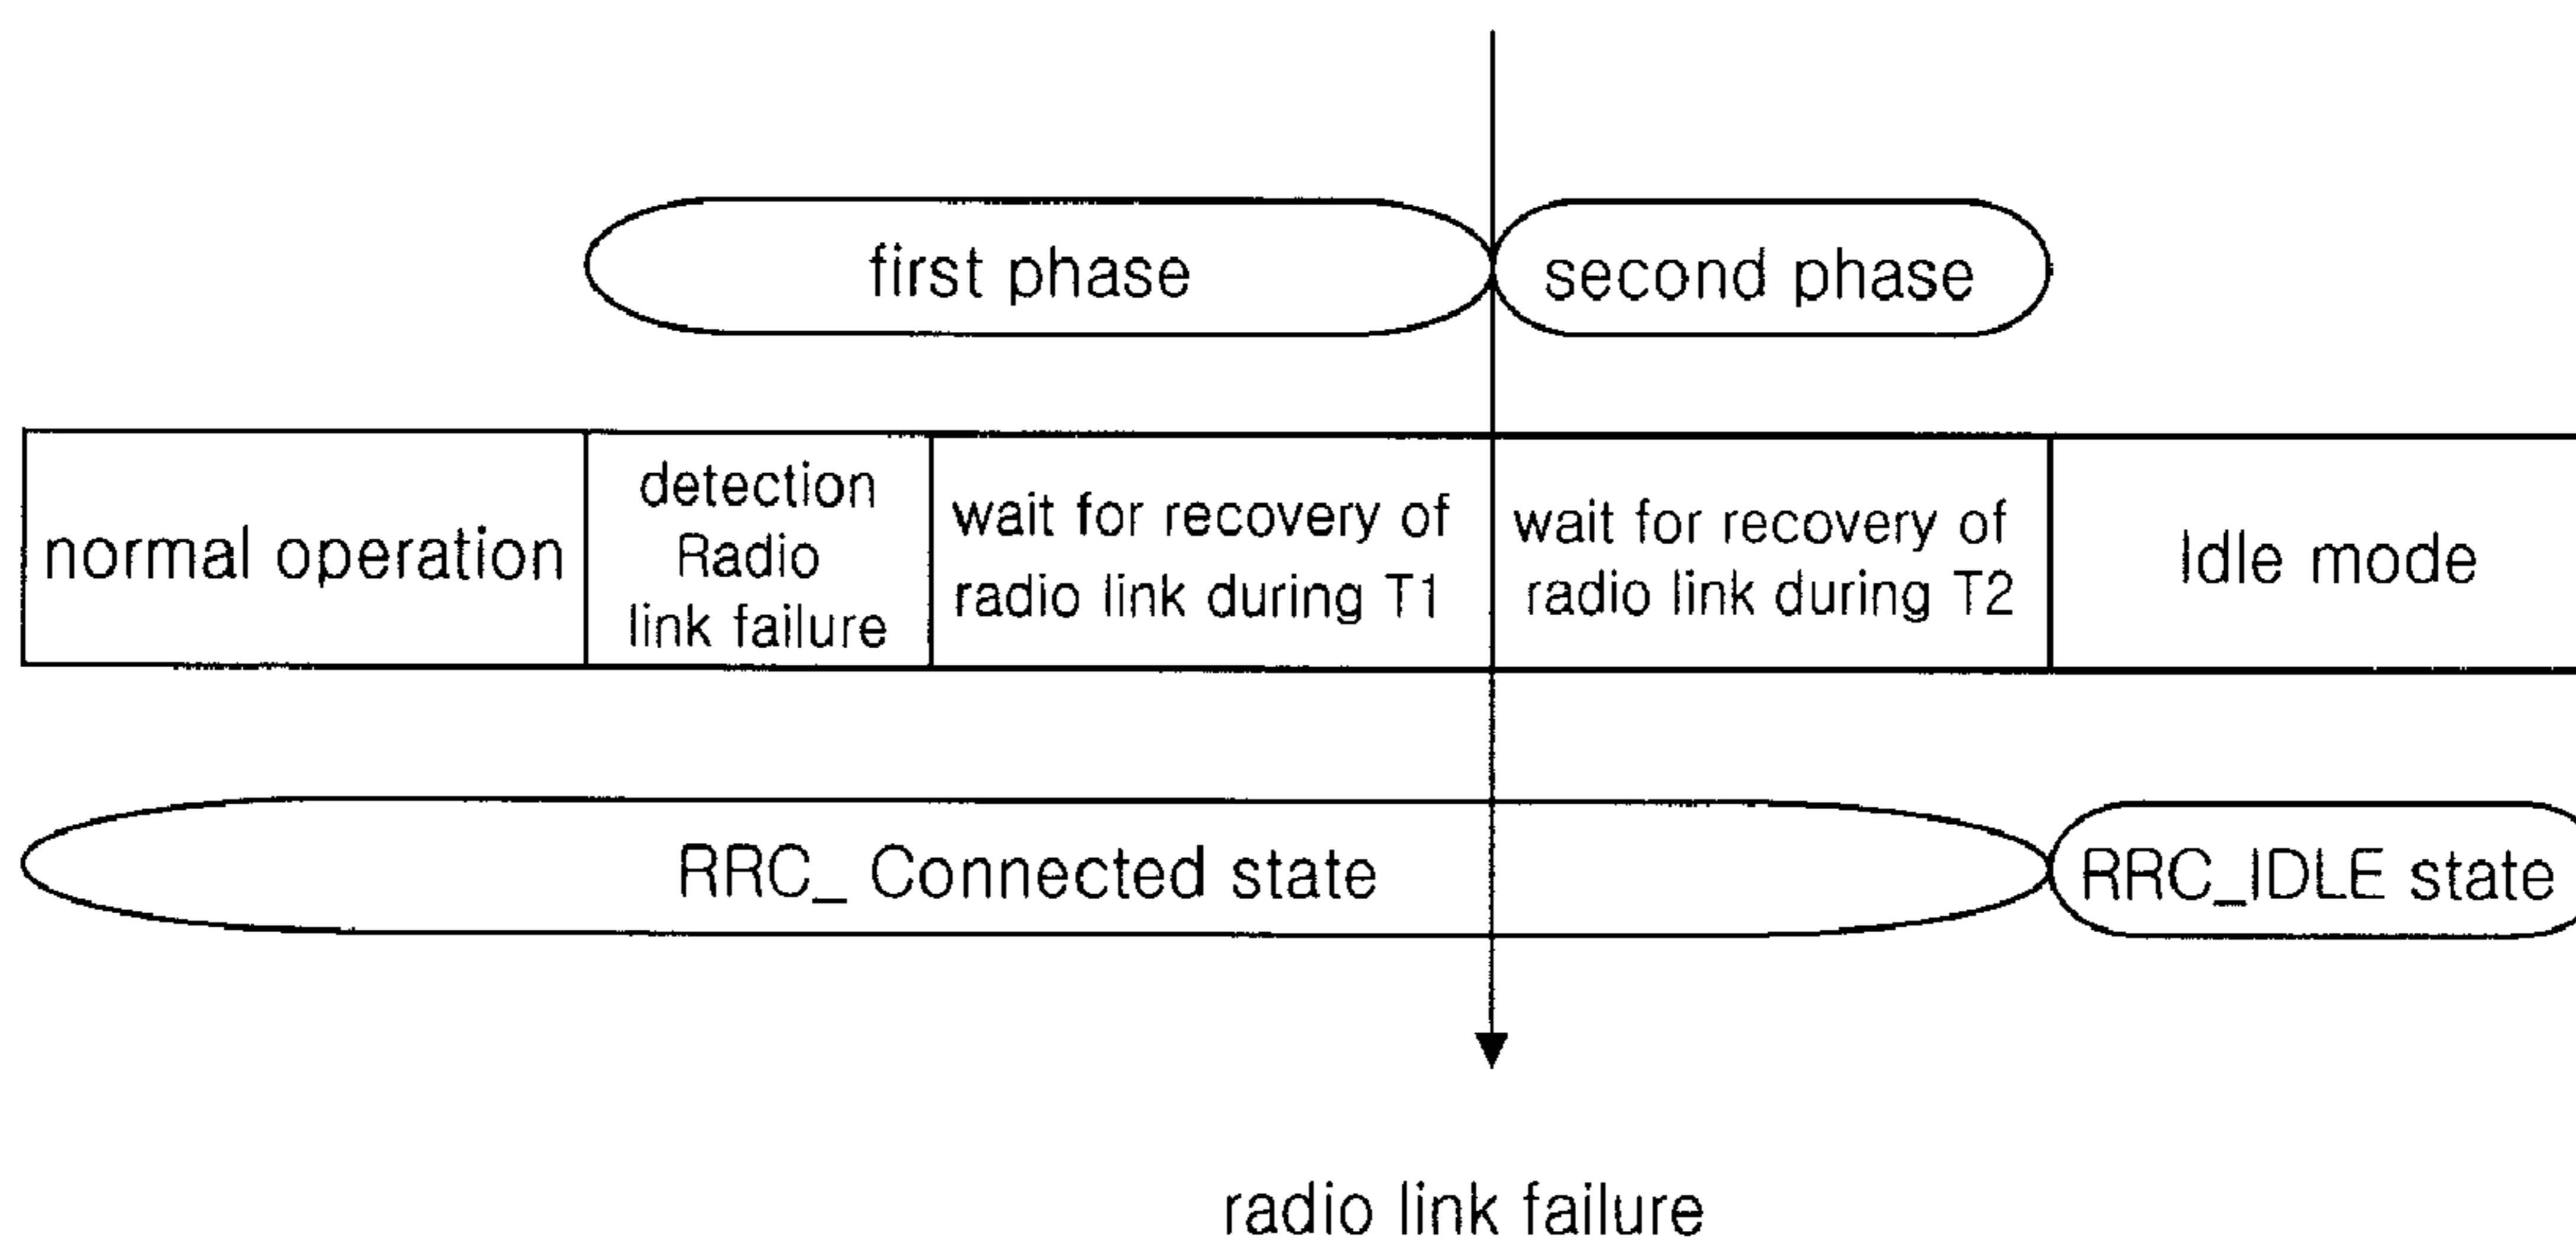 first phase
second phase
normal operation
detection
Radio
link failure
wait for recovery of
radio link during T1
wait for recovery of
radio link during T2
Idle mode
RRC_ Connected state
RRC_IDLE state
radio link failure